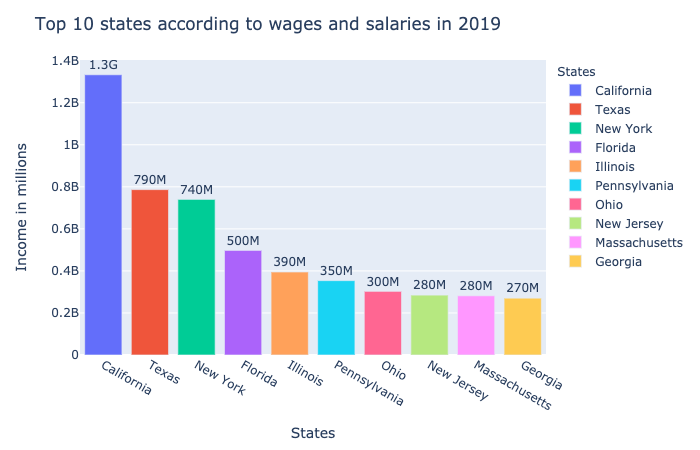 Top 10 states according to wages and salaries in 2019
1.4B
1.2B
1B
0.8B
0.6B
0.4B
0.2B
0
Income in millions
1.3G
790M
740M
500M
390M
350M
300M
280M
280M
270M
California
Texas
New York
Florida
Illinois
Pennsylvania
Ohio
New Jersey
Massachusetts
Georgia
States
States
California
Texas
New York
Florida
Illinois
Pennsylvania
Ohio
New Jersey
Massachusetts
Georgia